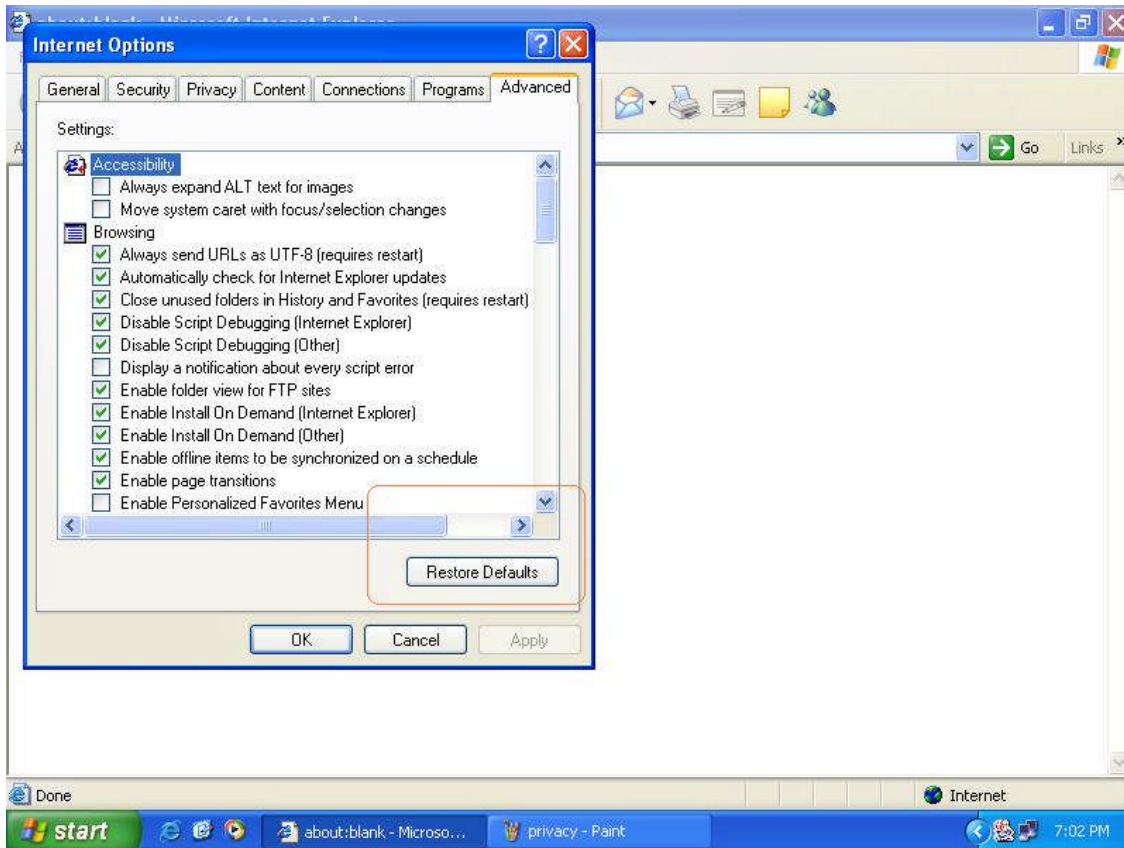 about:blank - Microsoft Internet Explorer
Internet Options
General Security Privacy Content Connections Programs Advanced
Settings:
Go Links »
Accessibility
Always expand ALT text for images
Move system caret with focus/selection changes
Browsing
Always send URLs as UTF-8 (requires restart)
Automatically check for Internet Explorer updates
Close unused folders in History and Favorites (requires restart)
Disable Script Debugging (Internet Explorer)
Disable Script Debugging (Other)
Display a notification about every script error
Enable folder view for FTP sites
Enable Install On Demand (Internet Explorer)
Enable Install On Demand (Other)
Enable offline items to be synchronized on a schedule
Enable page transitions
Enable Personalized Favorites Menu
Restore Defaults
OK Cancel Apply
Done Internet
start about:blank - Microso... privacy - Paint 7:02 PM